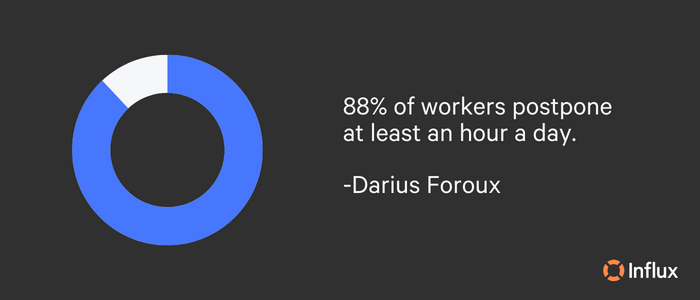 88% of workers postpone
at least an hour a day.
-Darius Foroux
Influx